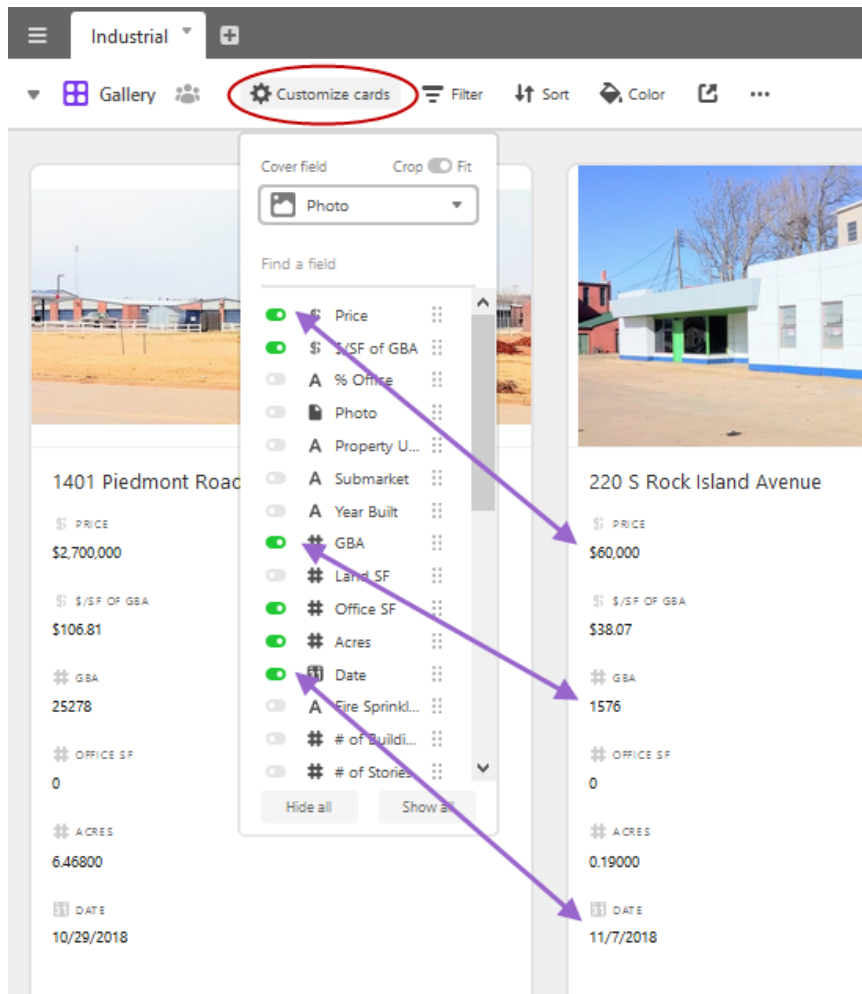 Industrial
Gallery
Customize cards
Filter
Sort
Color
Cover field
Crop
Fit
Photo
Find a field
Price
$/SF of GBA
% Office
Photo
Property U...
Submarket
Year Built
GBA
Land SF
Office SF
Acres
Date
Fire Sprinkl...
# of Buildi...
# of Stories
Hide all
Show all
1401 Piedmont Road
PRICE
$2,700,000
$/SF OF GBA
$106.81
GBA
25278
OFFICE SF
0
ACRES
6.46800
DATE
10/29/2018
220 S Rock Island Avenue
PRICE
$60,000
$/SF OF GBA
$38.07
GBA
1576
OFFICE SF
0
ACRES
0.19000
DATE
11/7/2018